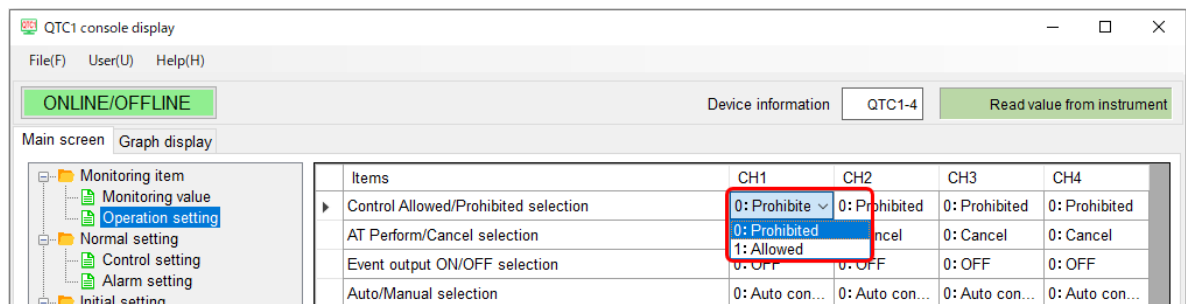 QTC1 console display
File(F) User(U) Help(H)
ONLINE/OFFLINE Device information QTC1-4 Read value from instrument
Main screen Graph display
Monitoring item
Monitoring value
Operation setting
Normal setting
Control setting
Alarm setting
Initial setting
Items CH1 CH2 CH3 CH4
Control Allowed/Prohibited selection 0: Prohibite 0: Prohibited 0: Prohibited 0: Prohibited
0: Prohibited
1: Allowed
AT Perform/Cancel selection ncel 0: Cancel 0: Cancel
Event output ON/OFF selection 0: OFF 0: OFF 0: OFF 0: OFF
Auto/Manual selection 0: Auto con... 0: Auto con... 0: Auto con... 0: Auto con...